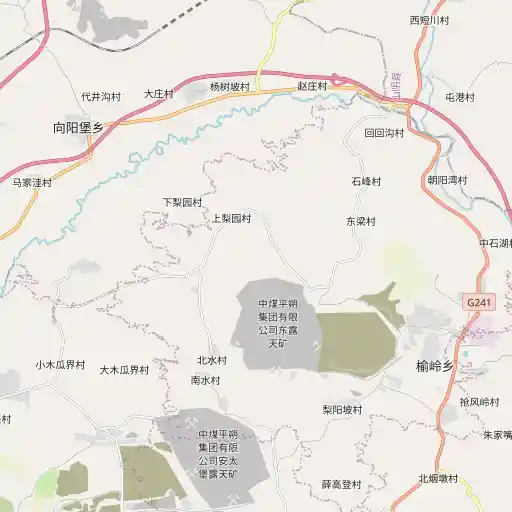 西短川村
杨树坡村
赵庄村
山阴县
代井沟村
大庄村
屯港村
向阳堡乡
回回沟村
马家洼村
石峰村
朝阳湾村
下梨园村
上梨园村
东梁村
中石湖村
中煤平朔
集团有限
公司东露
天矿
G241
北水村
小木瓜界村
大木瓜界村
榆岭乡
南水村
抢风岭村
梨阳坡村
村
中煤平朔
集团有限
公司安太
堡露天矿
朱家嘴
北烟墩村
薛高登村